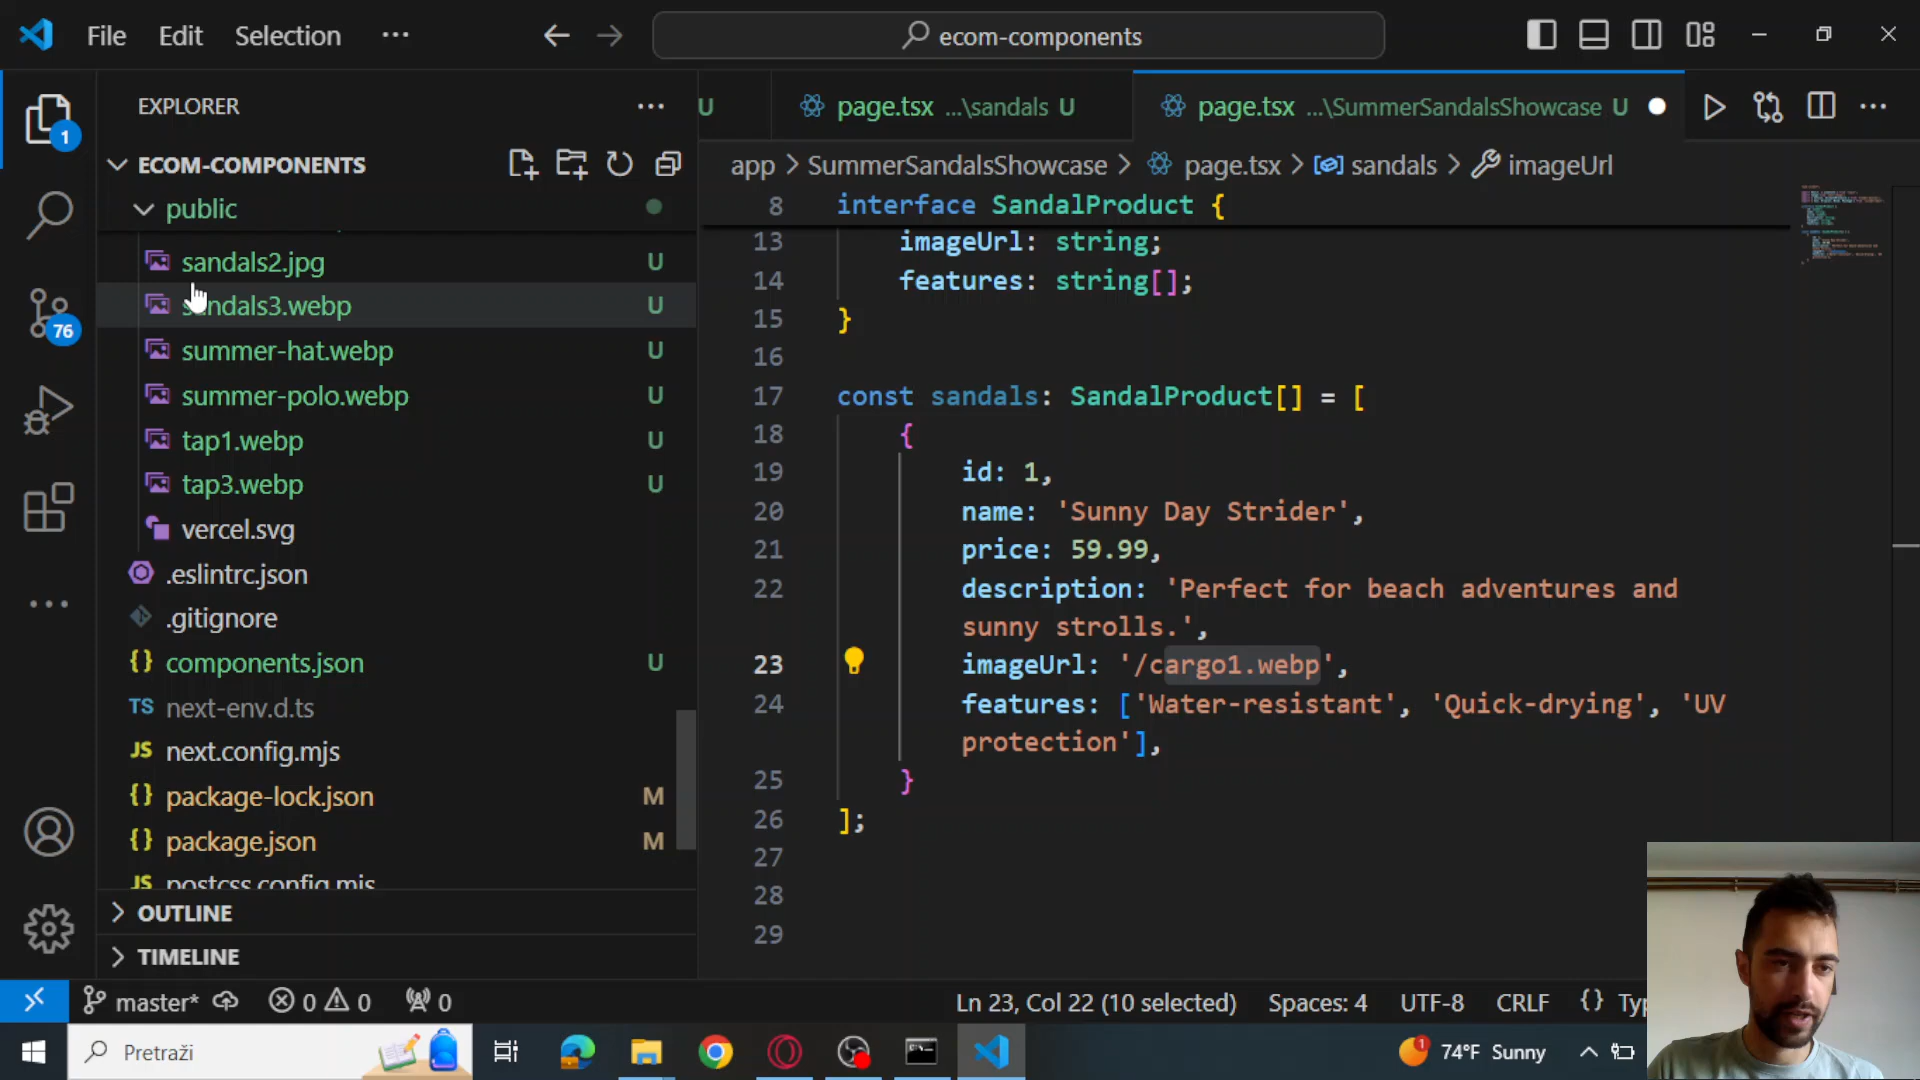 File Edit Selection ···
ecom-components
EXPLORER
1
ECOM-COMPONENTS
public
sandals2.jpg U
sandals3.webp U
summer-hat.webp U
summer-polo.webp U
tap1.webp U
tap3.webp U
vercel.svg
.eslintrc.json
.gitignore
components.json U
next-env.d.ts
next.config.mjs
package-lock.json M
package.json M
postcss.config.mjs
OUTLINE
TIMELINE
76
U
page.tsx ...\sandals U
page.tsx ...\SummerSandalsShowcase U
app > SummerSandalsShowcase > page.tsx > sandals > imageUrl
8 interface SandalProduct {
13 imageUrl: string;
14 features: string[];
15 }
16
17 const sandals: SandalProduct[] = [
18 {
19 id: 1,
20 name: 'Sunny Day Strider',
21 price: 59.99,
22 description: 'Perfect for beach adventures and
sunny strolls.',
23 imageUrl: '/cargo1.webp',
24 features: ['Water-resistant', 'Quick-drying', 'UV
protection'],
25 }
26 ];
27
28
29
master* 0 0 0
Ln 23, Col 22 (10 selected) Spaces: 4 UTF-8 CRLF {}
Pretraži
1
74°F Sunny